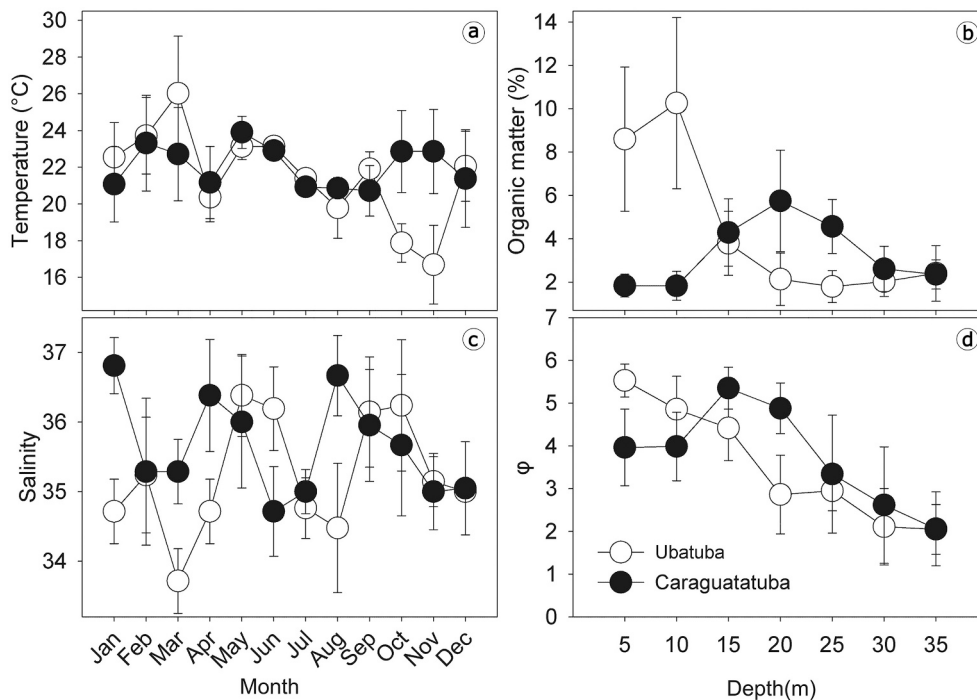 a
30
28
26
24
22
20
18
16
Temperature (°C)
b
14
12
10
8
6
4
2
Organic matter (%)
c
37
36
35
34
Salinity
Jan Feb Mar Apr May Jun Jul Aug Sep Oct Nov Dec
Month
d
7
6
5
4
3
2
1
0
φ
Ubatuba
Caraguatatuba
5 10 15 20 25 30 35
Depth(m)